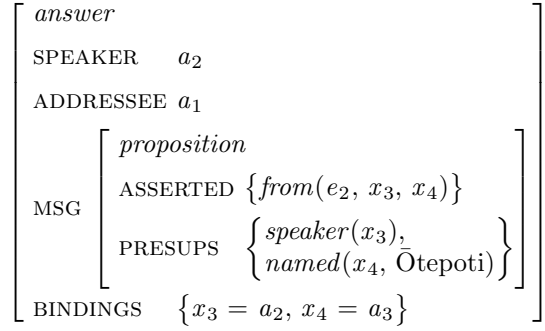 answer
SPEAKER a₂
ADDRESSEE a₁
MSG
proposition
ASSERTED {from(e₂, x₃, x₄)}
PRESUPS {speaker(x₃),
named(x₄, Ōtepoti)}
BINDINGS {x₃ = a₂, x₄ = a₃}